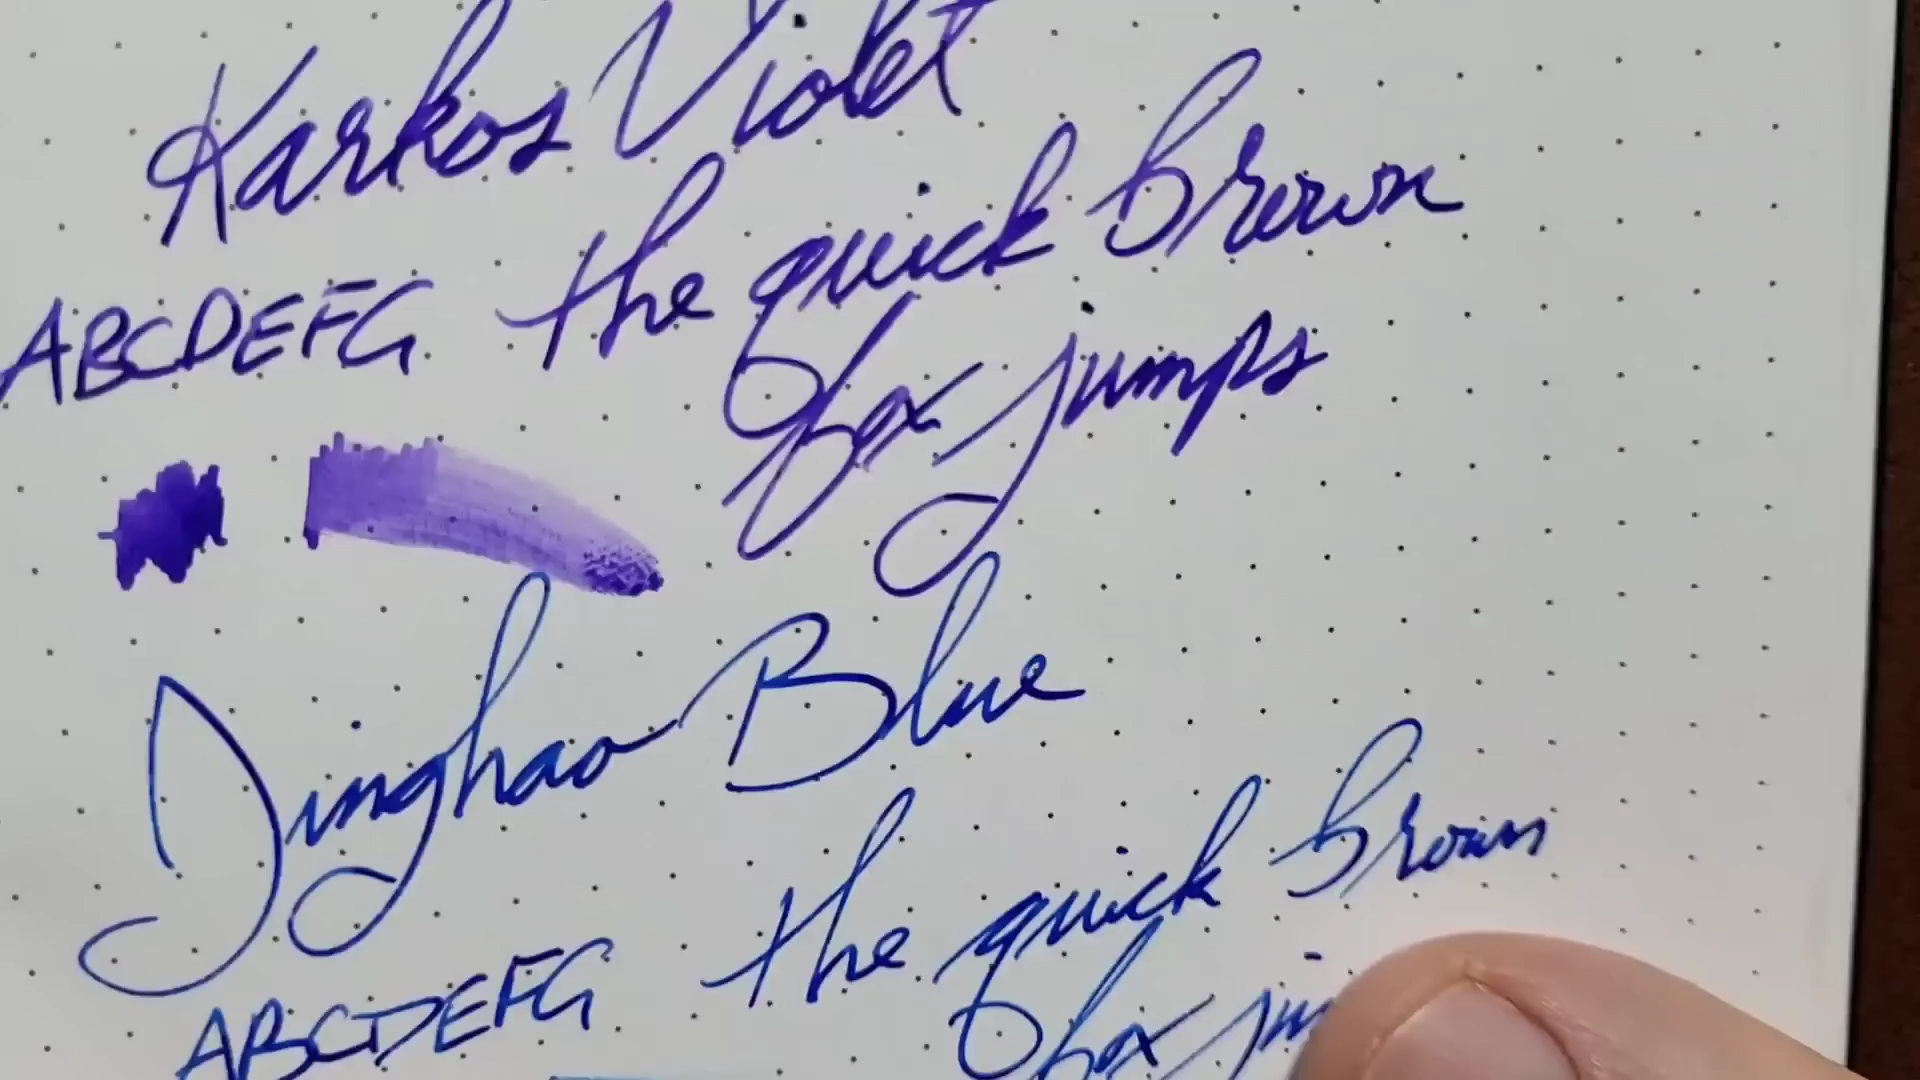 Karkos Violet
ABCDEFG the quick brown
fox jumps
Jinghao Blue
ABCDEFG the quick brown
fox